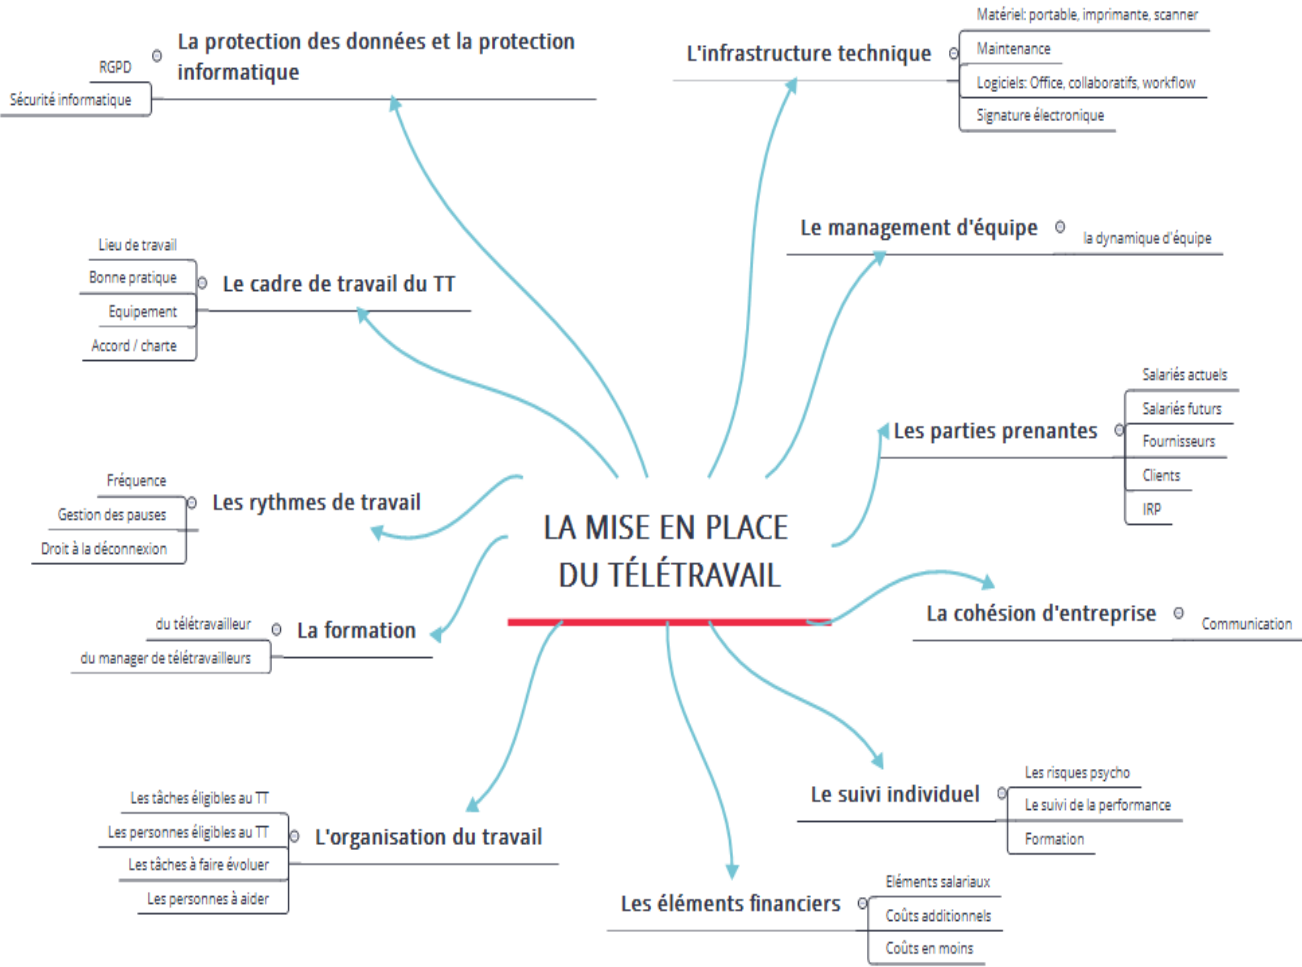 LA MISE EN PLACE
DU TÉLÉTRAVAIL
La protection des données et la protection
informatique
RGPD
Sécurité informatique
Le cadre de travail du TT
Lieu de travail
Bonne pratique
Equipement
Accord / charte
Les rythmes de travail
Fréquence
Gestion des pauses
Droit à la déconnexion
La formation
du télétravailleur
du manager de télétravailleurs
L'organisation du travail
Les tâches éligibles au TT
Les personnes éligibles au TT
Les tâches à faire évoluer
Les personnes à aider
L'infrastructure technique
Matériel: portable, imprimante, scanner
Maintenance
Logiciels: Office, collaboratifs, workflow
Signature électronique
Le management d'équipe
la dynamique d'équipe
Les parties prenantes
Salariés actuels
Salariés futurs
Fournisseurs
Clients
IRP
La cohésion d'entreprise
Communication
Le suivi individuel
Les risques psycho
Le suivi de la performance
Formation
Les éléments financiers
Eléments salariaux
Coûts additionnels
Coûts en moins